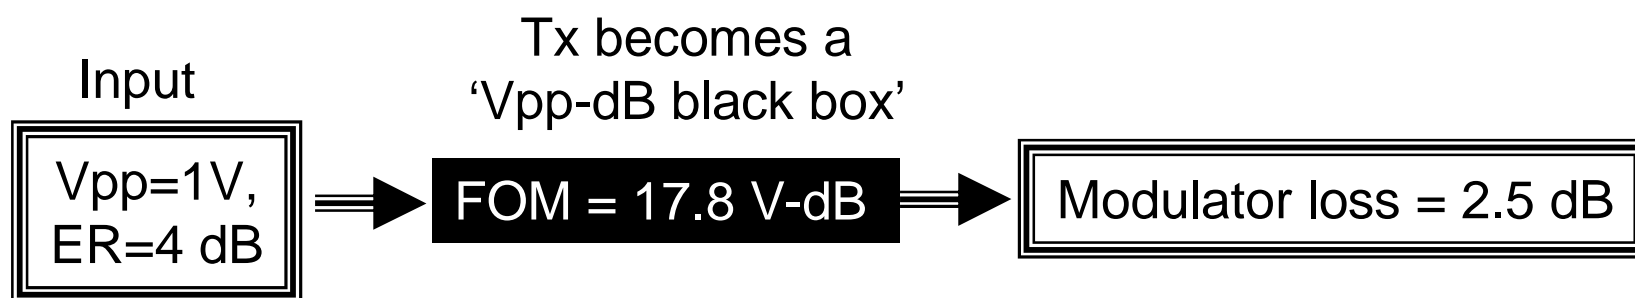 Input
Vpp=1V,
ER=4 dB
Tx becomes a
‘Vpp-dB black box’
FOM = 17.8 V-dB
Modulator loss = 2.5 dB